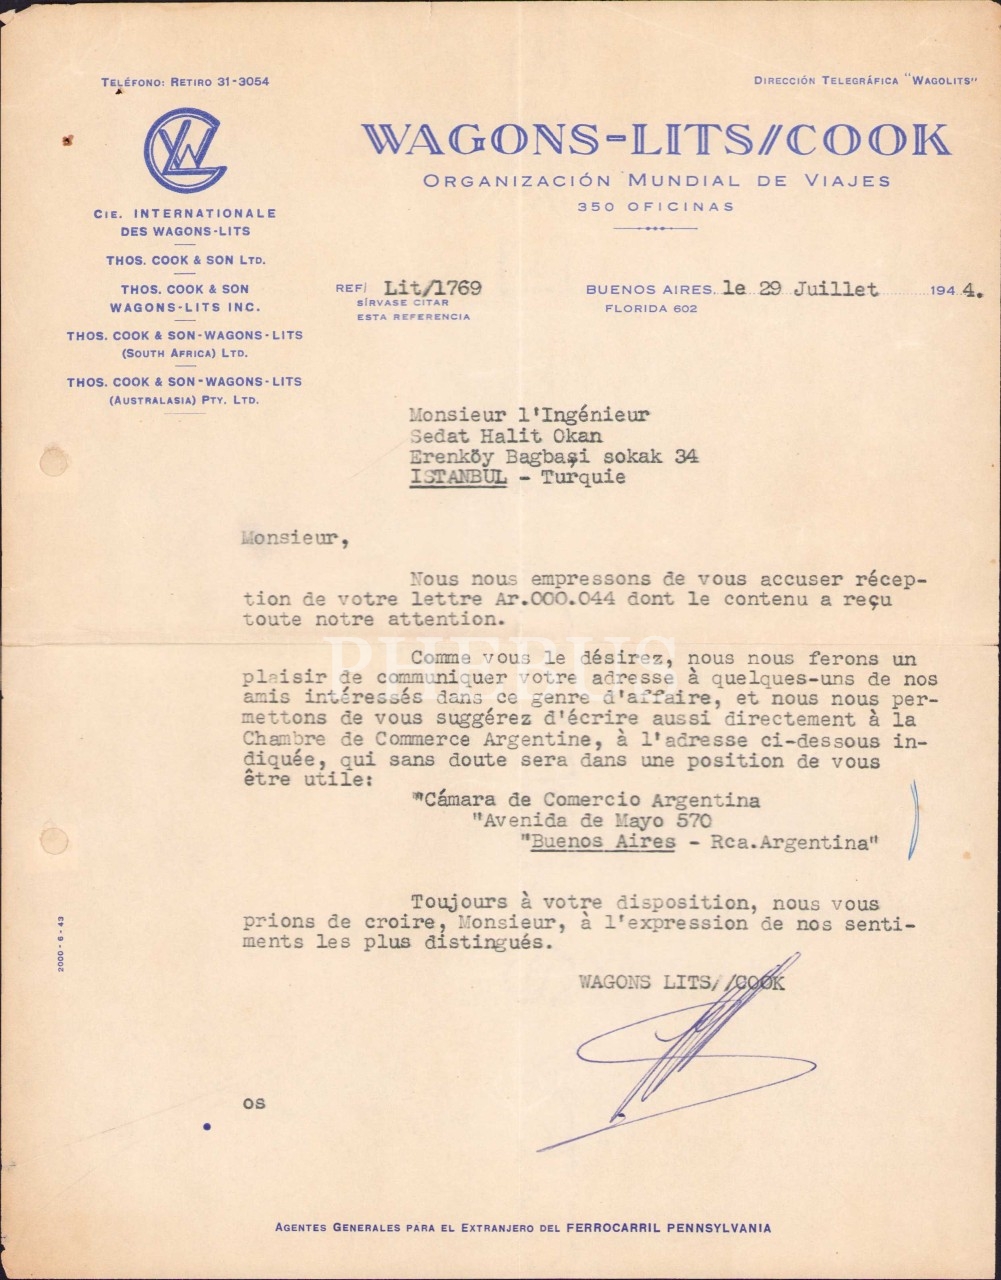 TELÉFONO: RETIRO 31-3054
DIRECCIÓN TELEGRÁFICA "WAGOLITS"
WL
WAGONS-LITS//COOK
ORGANIZACIÓN MUNDIAL DE VIAJES
350 OFICINAS
CIE. INTERNATIONALE
DES WAGONS-LITS
THOS. COOK & SON LTD.
THOS. COOK & SON
WAGONS-LITS INC.
THOS. COOK & SON-WAGONS-LITS
(SOUTH AFRICA) LTD.
THOS. COOK & SON-WAGONS-LITS
(AUSTRALASIA) PTY. LTD.
REF/ Lit/1769
SÍRVASE CITAR
ESTA REFERENCIA
BUENOS AIRES. le 29 Juillet 1944.
FLORIDA 602
Monsieur l'Ingénieur
Sedat Halit Okan
Erenköy Bagbaşi sokak 34
ISTANBUL - Turquie
Monsieur,
Nous nous empressons de vous accuser récep-
tion de votre lettre Ar.000.044 dont le contenu a reçu
toute notre attention.
PHEBUS
Comme vous le désirez, nous nous ferons un
plaisir de communiquer votre adresse à quelques-uns de nos
amis intéressés dans ce genre d'affaire, et nous nous per-
mettons de vous suggérez d'écrire aussi directement à la
Chambre de Commerce Argentine, à l'adresse ci-dessous in-
diquée, qui sans doute sera dans une position de vous
être utile:
"Cámara de Comercio Argentina
"Avenida de Mayo 570
"Buenos Aires - Rca.Argentina"
Toujours à votre disposition, nous vous
prions de croire, Monsieur, à l'expression de nos senti-
ments les plus distingués.
WAGONS LITS//COOK
os
2000-6-43
AGENTES GENERALES PARA EL EXTRANJERO DEL FERROCARRIL PENNSYLVANIA